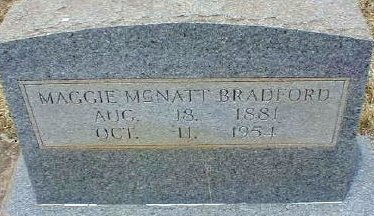 MAGGIE McNATT BRADFORD
AUG. 18, 1881
OCT. 11, 1954